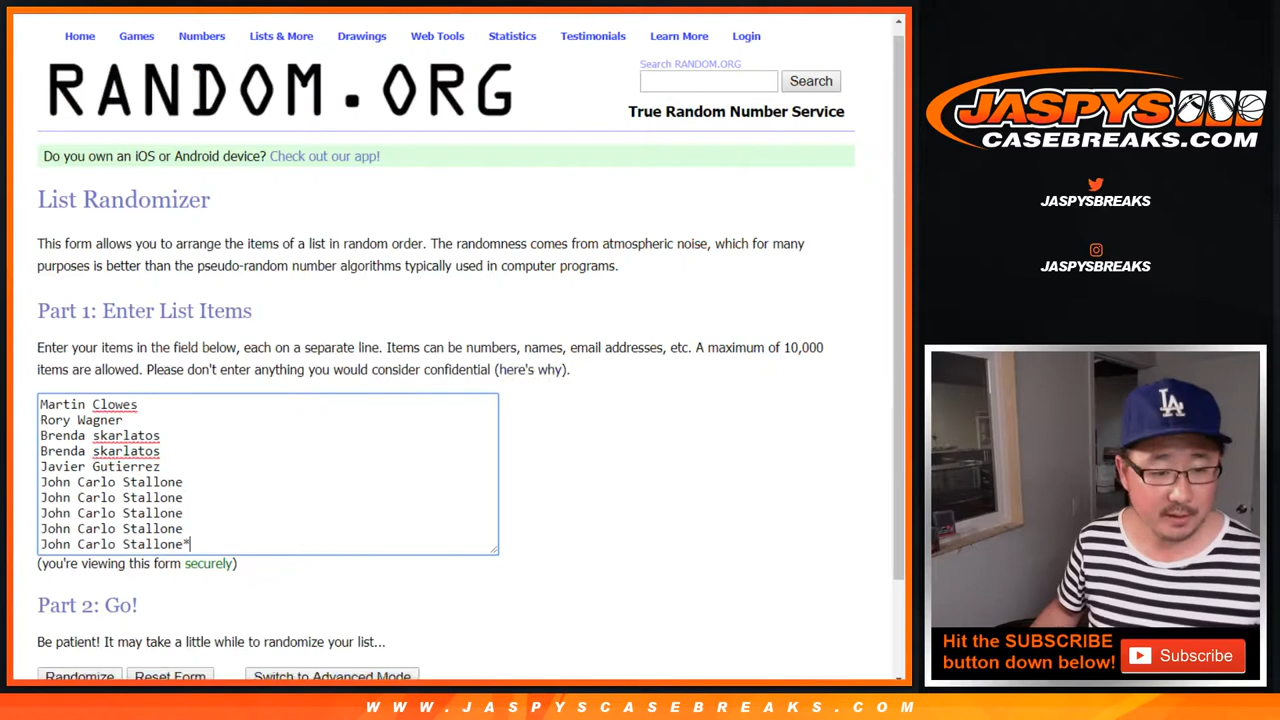 Home Games Numbers Lists & More Drawings Web Tools Statistics Testimonials Learn More Login
RANDOM.ORG
Search RANDOM.ORG
Search
True Random Number Service
Do you own an iOS or Android device? Check out our app!
List Randomizer
This form allows you to arrange the items of a list in random order. The randomness comes from atmospheric noise, which for many
purposes is better than the pseudo-random number algorithms typically used in computer programs.
Part 1: Enter List Items
Enter your items in the field below, each on a separate line. Items can be numbers, names, email addresses, etc. A maximum of 10,000
items are allowed. Please don't enter anything you would consider confidential (here's why).
Martin Clowes
Rory Wagner
Brenda skarlatos
Brenda skarlatos
Javier Gutierrez
John Carlo Stallone
John Carlo Stallone
John Carlo Stallone
John Carlo Stallone
John Carlo Stallone*
(you're viewing this form securely)
Part 2: Go!
Be patient! It may take a little while to randomize your list...
Randomize Reset Form Switch to Advanced Mode
JASPYS
CASEBREAKS.COM
JASPYSBREAKS
JASPYSBREAKS
LA
Hit the SUBSCRIBE
button down below!
Subscribe
WWW.JASPYSCASEBREAKS.COM